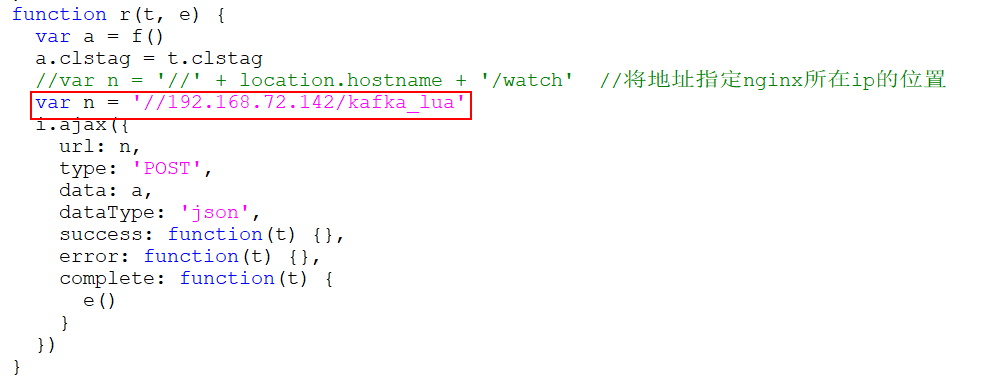 function r(t, e) {
  var a = f()
  a.clstag = t.clstag
  //var n = '//' + location.hostname + '/watch'  //将地址指定nginx所在ip的位置
  var n = '//192.168.72.142/kafka_lua'
  i.ajax({
    url: n,
    type: 'POST',
    data: a,
    dataType: 'json',
    success: function(t) {},
    error: function(t) {},
    complete: function(t) {
      e()
    }
  })
}